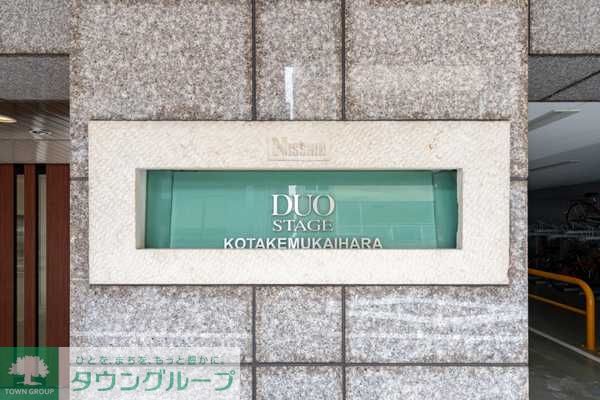 Nissin
DUO
STAGE
KOTAKEMUKAIHARA
TOWN GROUP
ひとを、まちを、もっと豊かに。
タウングループ